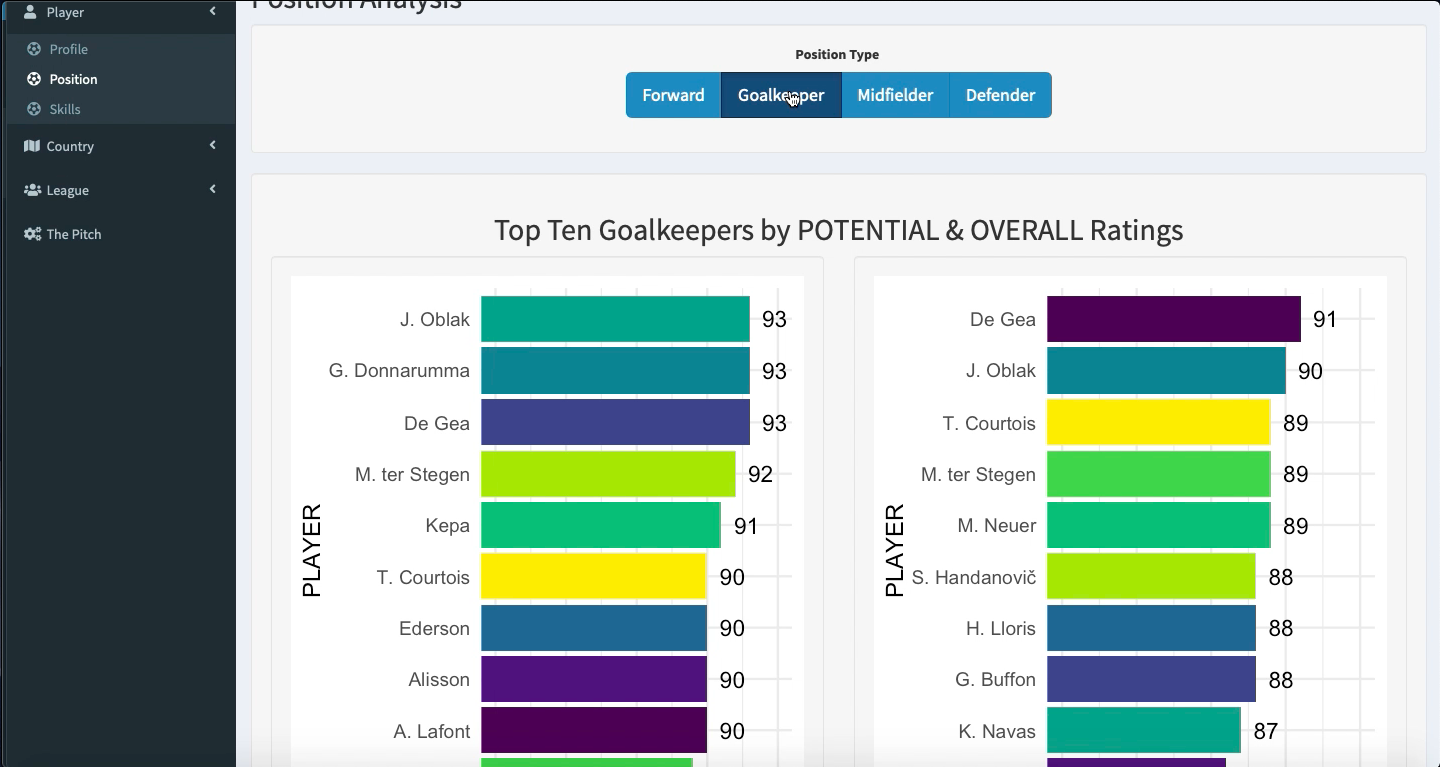 Position Analysis
Player
Profile
Position
Skills
Country
League
The Pitch
Position Type
Forward Goalkeeper Midfielder Defender
Top Ten Goalkeepers by POTENTIAL & OVERALL Ratings
PLAYER
J. Oblak 93
G. Donnarumma 93
De Gea 93
M. ter Stegen 92
Kepa 91
T. Courtois 90
Ederson 90
Alisson 90
A. Lafont 90
PLAYER
De Gea 91
J. Oblak 90
T. Courtois 89
M. ter Stegen 89
M. Neuer 89
S. Handanovič 88
H. Lloris 88
G. Buffon 88
K. Navas 87